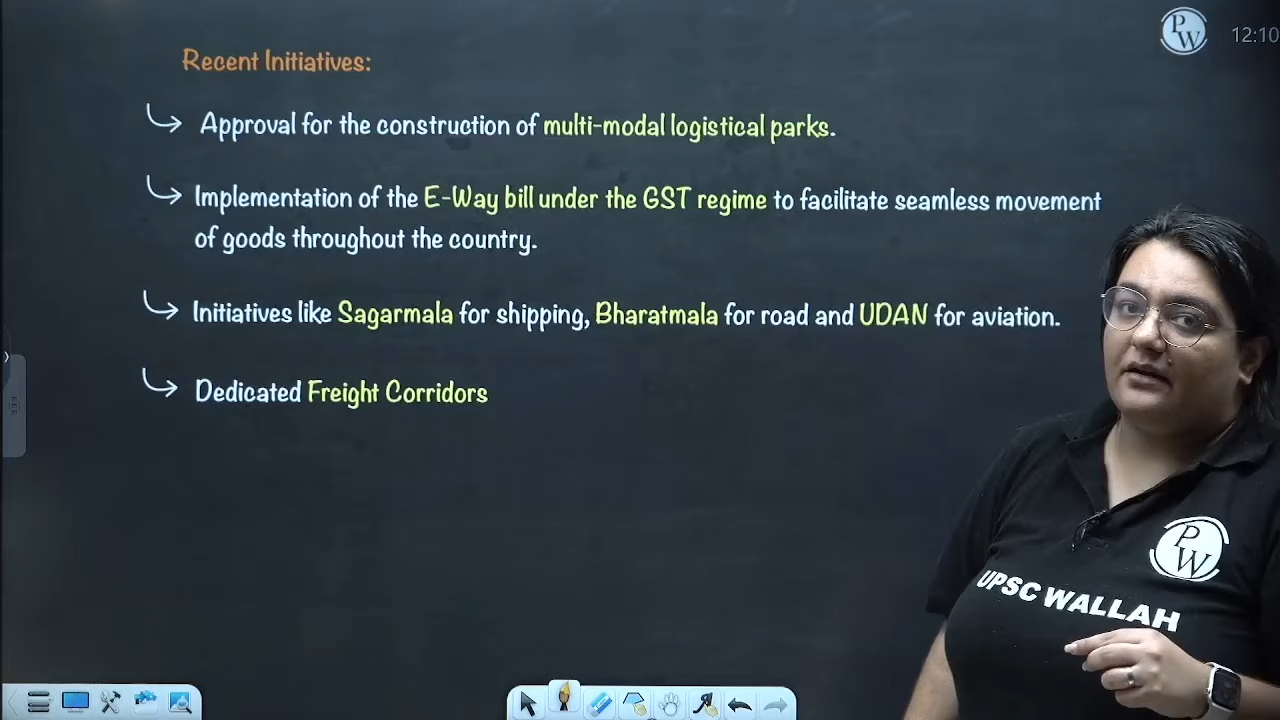 PW
12:10
Recent Initiatives:
Approval for the construction of multi-modal logistical parks.
Implementation of the E-Way bill under the GST regime to facilitate seamless movement
of goods throughout the country.
Initiatives like Sagarmala for shipping, Bharatmala for road and UDAN for aviation.
Dedicated Freight Corridors
PW
UPSC WALLAH